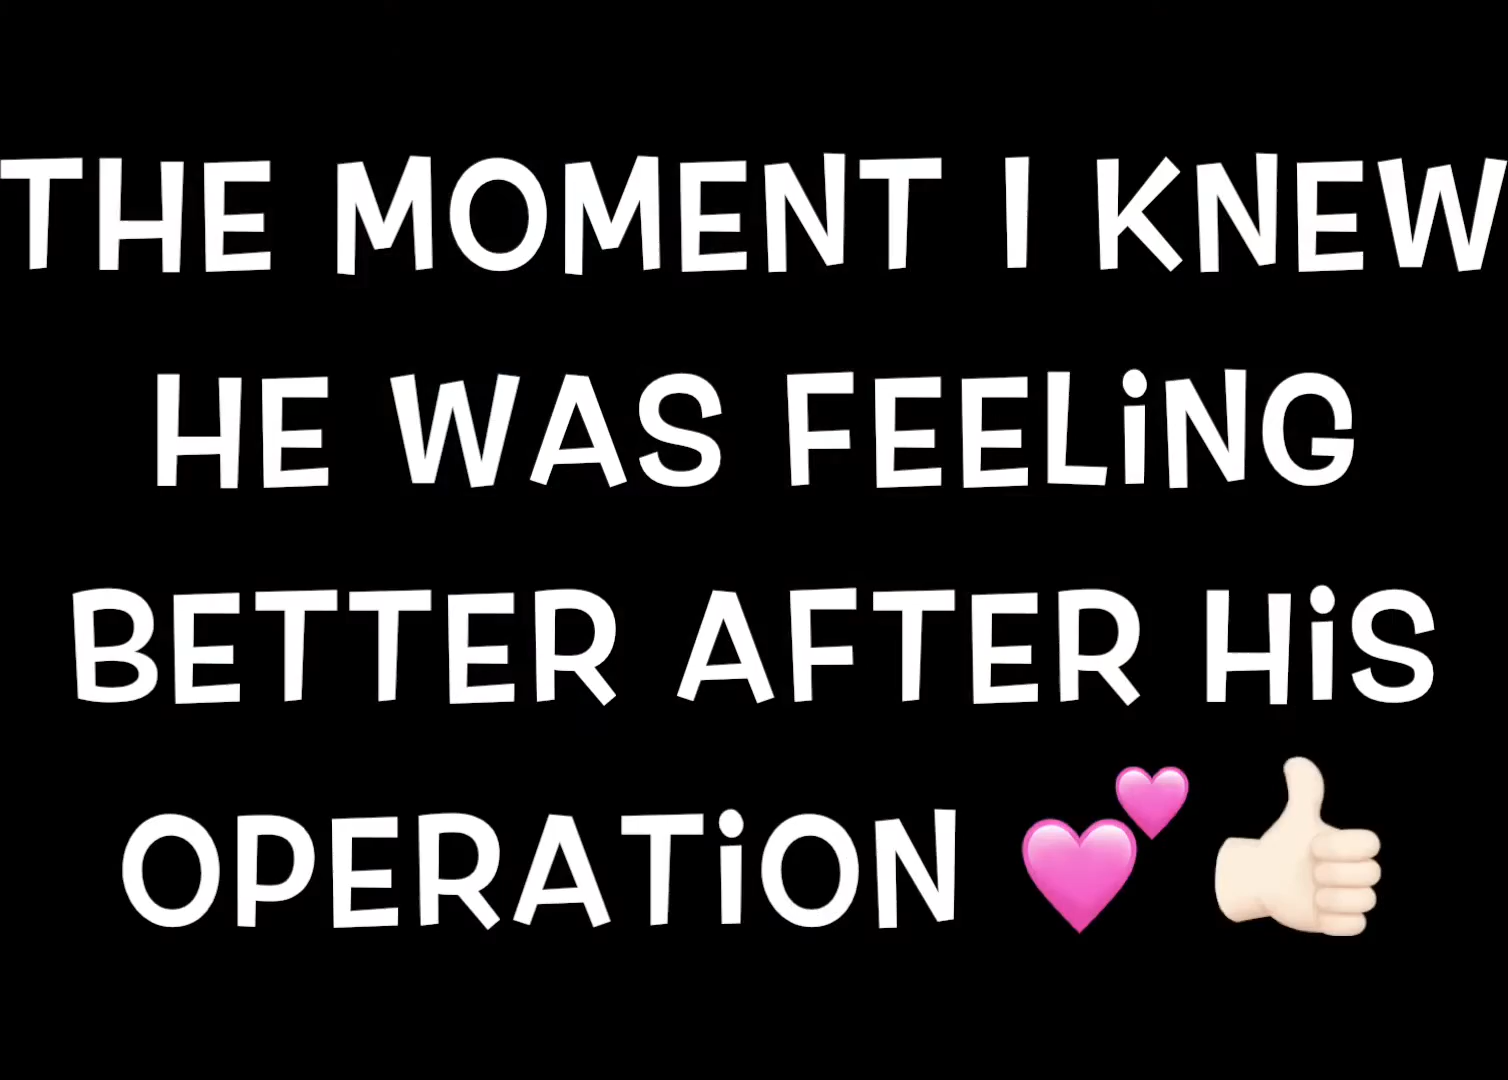 THE MOMENT I KNEW
HE WAS FEELiNG
BETTER AFTER HiS
OPERATiON 💕👍🏻